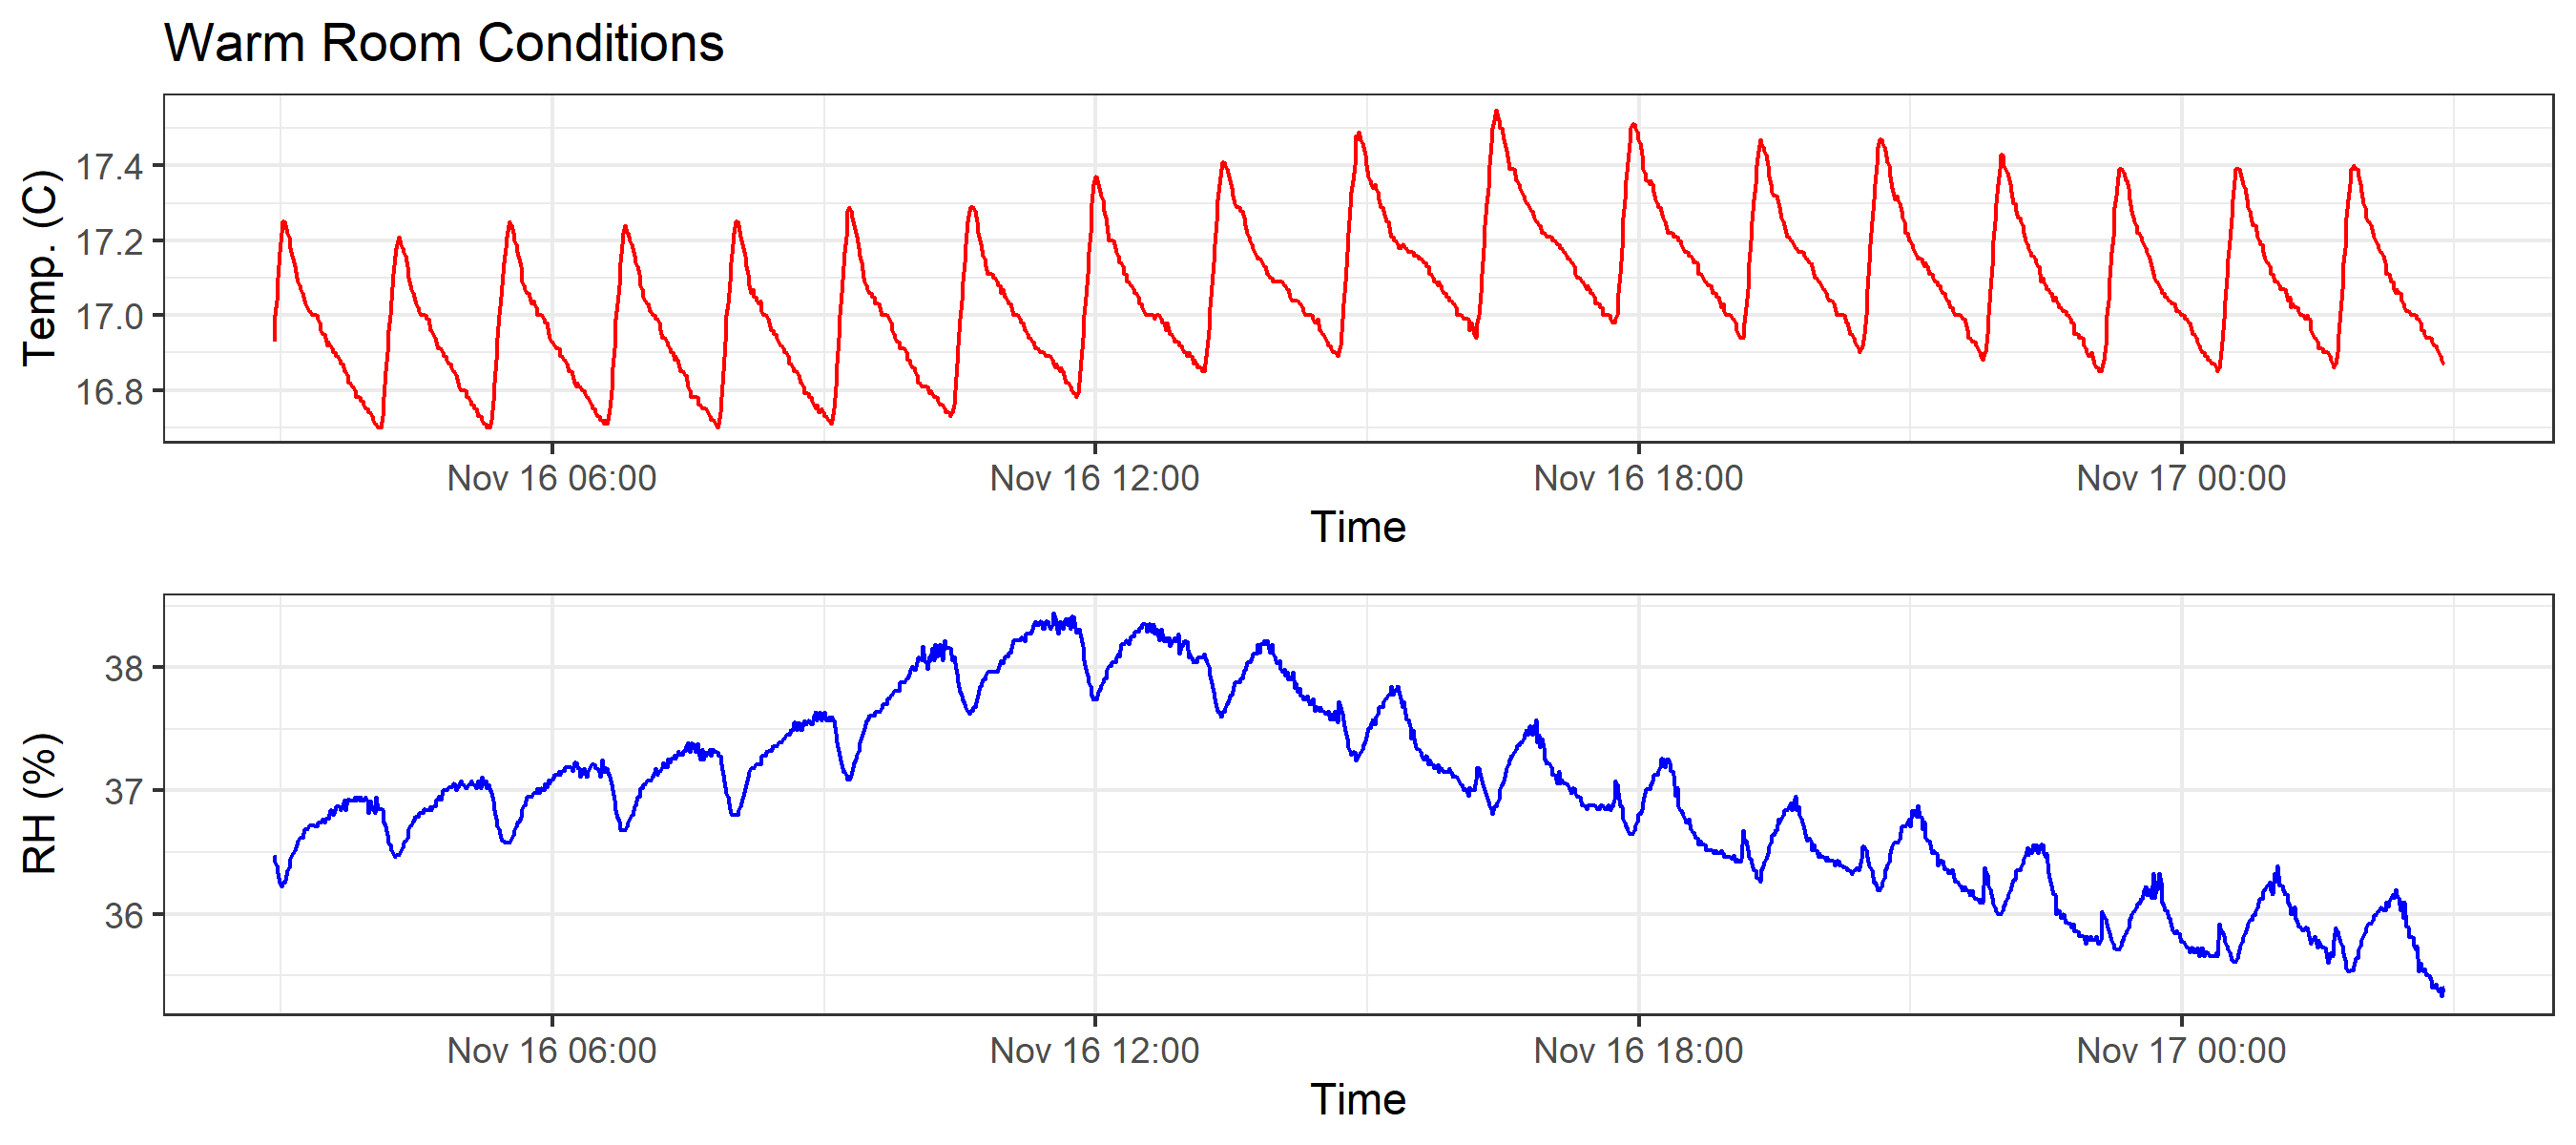 Warm Room Conditions
Temp. (C)
17.4
17.2
17.0
16.8
Nov 16 06:00 Nov 16 12:00 Nov 16 18:00 Nov 17 00:00
Time
RH (%)
38
37
36
Nov 16 06:00 Nov 16 12:00 Nov 16 18:00 Nov 17 00:00
Time